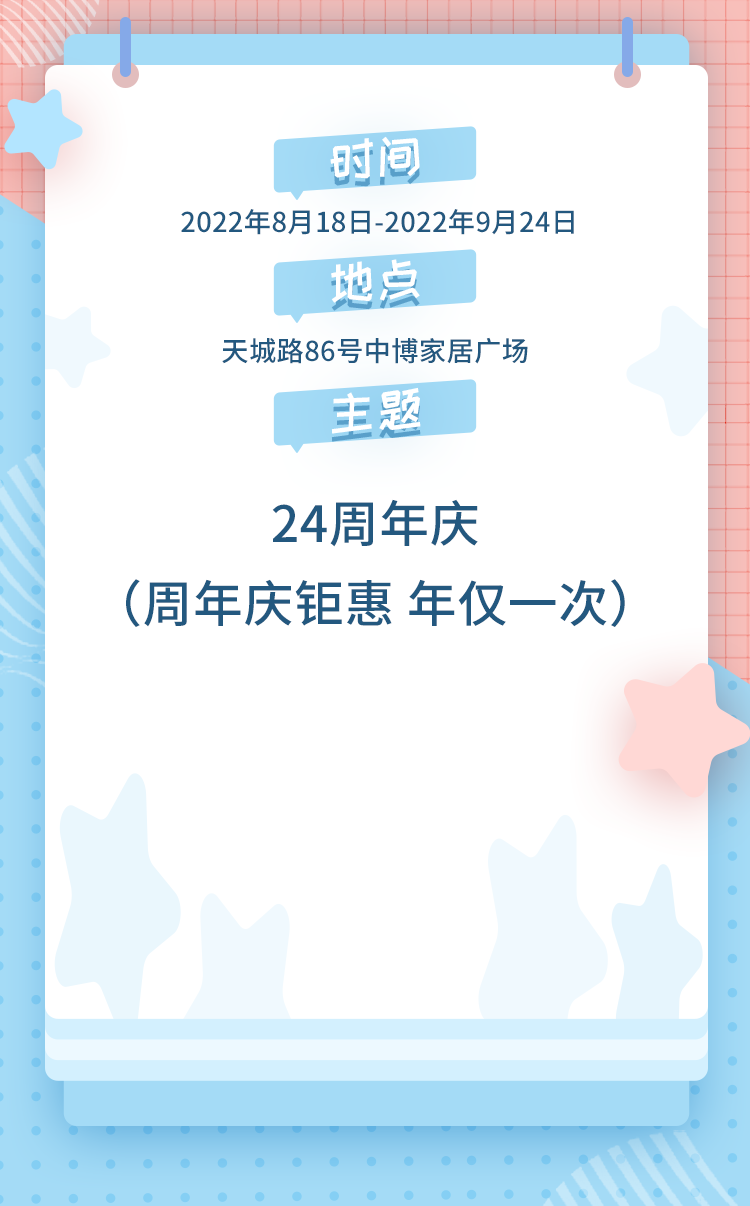 时间
2022年8月18日-2022年9月24日
地点
天城路86号中博家居广场
主题
24周年庆
（周年庆钜惠 年仅一次）